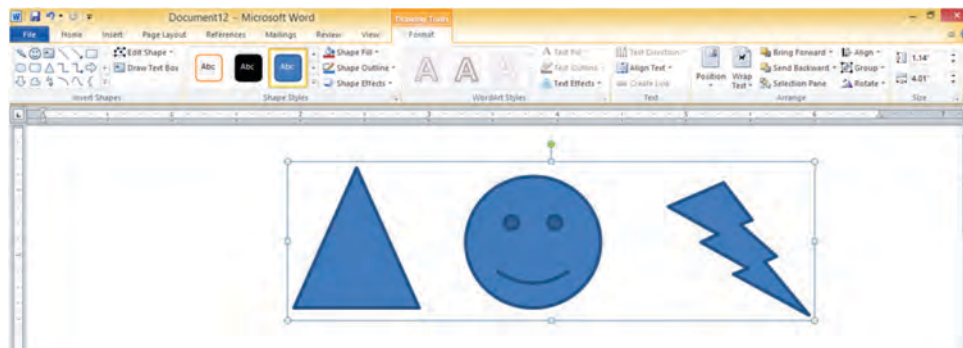 Document12 - Microsoft Word Drawing Tools
File Home Insert Page Layout References Mailings Review View Format
Edit Shape Abc Abc Abc Shape Fill A A A Text Fill Text Direction Bring Forward Align 1.14"
Draw Text Box Shape Outline Text Outline Align Text Position Wrap Text Send Backward Group 4.01"
Shape Effects Text Effects Create Link Selection Pane Rotate
Insert Shapes Shape Styles WordArt Styles Text Arrange Size